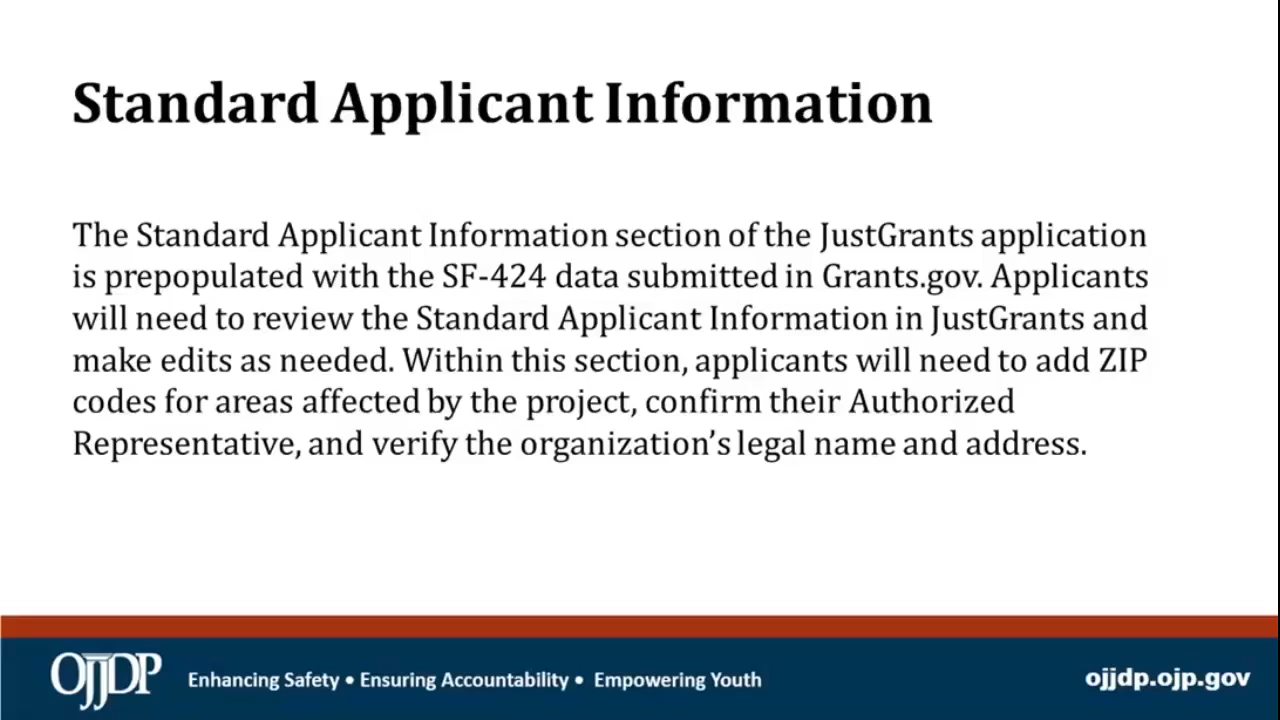 Standard Applicant Information
The Standard Applicant Information section of the JustGrants application
is prepopulated with the SF-424 data submitted in Grants.gov. Applicants
will need to review the Standard Applicant Information in JustGrants and
make edits as needed. Within this section, applicants will need to add ZIP
codes for areas affected by the project, confirm their Authorized
Representative, and verify the organization’s legal name and address.
OJJDP Enhancing Safety • Ensuring Accountability • Empowering Youth ojjdp.ojp.gov